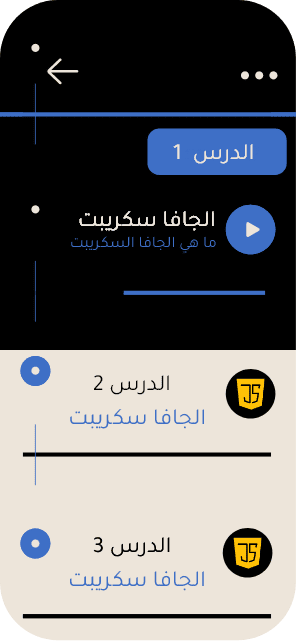 الدرس 1
الجافا سكريبت
ما هي الجافا السكريبت
الدرس 2
الجافا سكريبت
JS
الدرس 3
الجافا سكريبت
JS